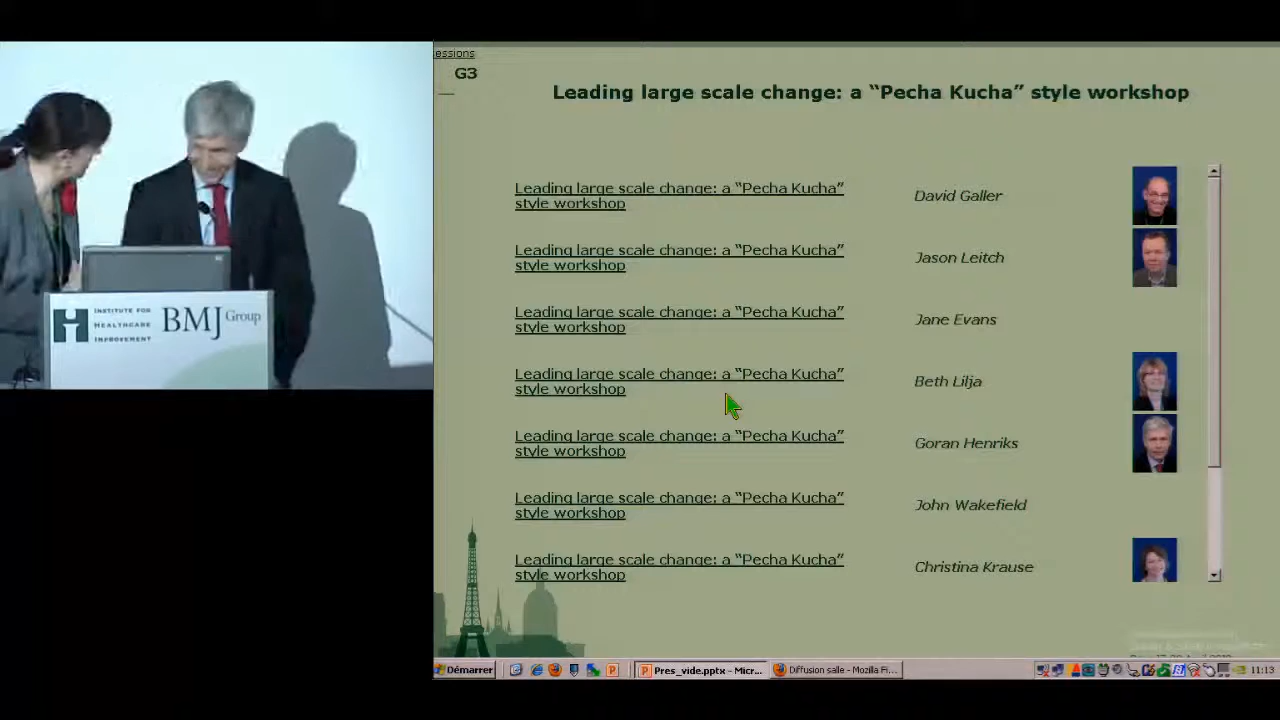 essions
G3
Leading large scale change: a “Pecha Kucha” style workshop
Leading large scale change: a “Pecha Kucha”
style workshop
David Galler
Leading large scale change: a “Pecha Kucha”
style workshop
Jason Leitch
Leading large scale change: a “Pecha Kucha”
style workshop
Jane Evans
Leading large scale change: a “Pecha Kucha”
style workshop
Beth Lilja
Leading large scale change: a “Pecha Kucha”
style workshop
Goran Henriks
Leading large scale change: a “Pecha Kucha”
style workshop
John Wakefield
Leading large scale change: a “Pecha Kucha”
style workshop
Christina Krause
INSTITUTE FOR
HEALTHCARE
IMPROVEMENT
BMJ Group
Démarrer
Pres_vide.pptx - Micr...
Diffusion salle - Mozilla Fi...
11:13